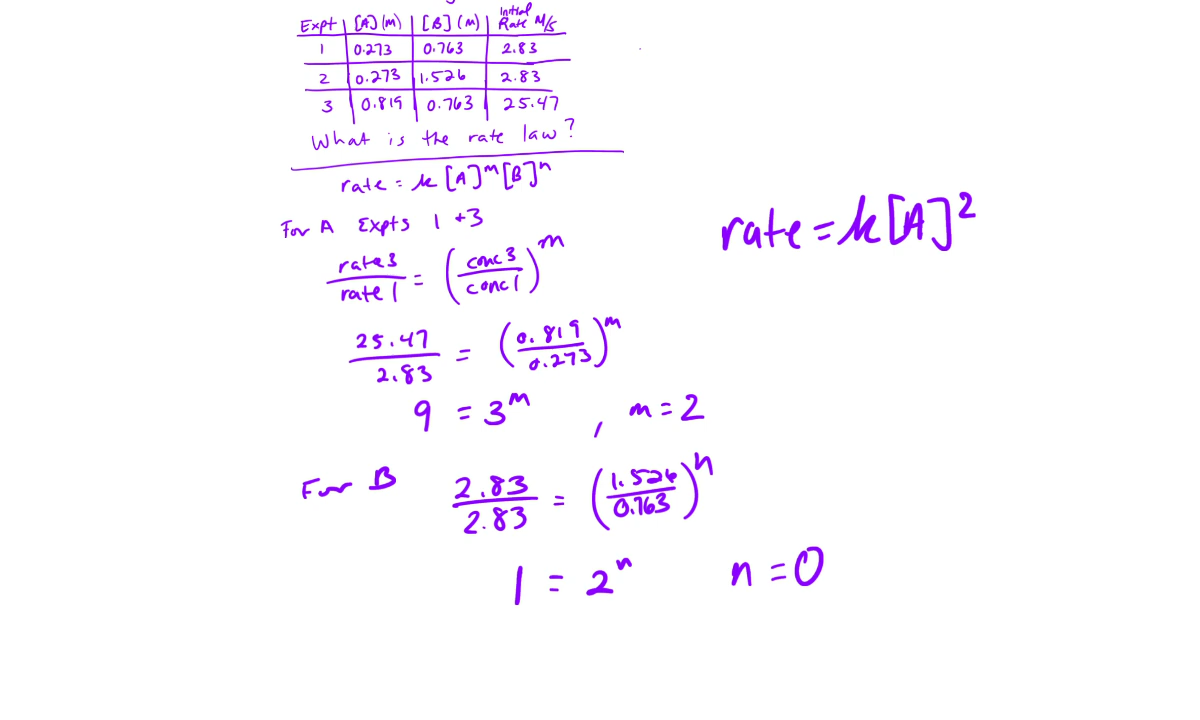 Initial
Expt [A] (M) [B] (M) Rate M/s
1 0.273 0.763 2.83
2 0.273 1.526 2.83
3 0.819 0.763 25.47
What is the rate law?
rate = k [A]^m [B]^n
For A Expts 1 + 3
rate 3 / rate 1 = (conc 3 / conc 1)^m
25.47 / 2.83 = (0.819 / 0.273)^m
9 = 3^m , m = 2
For B 2.83 / 2.83 = (1.526 / 0.763)^n
1 = 2^n n = 0
rate = k [A]^2